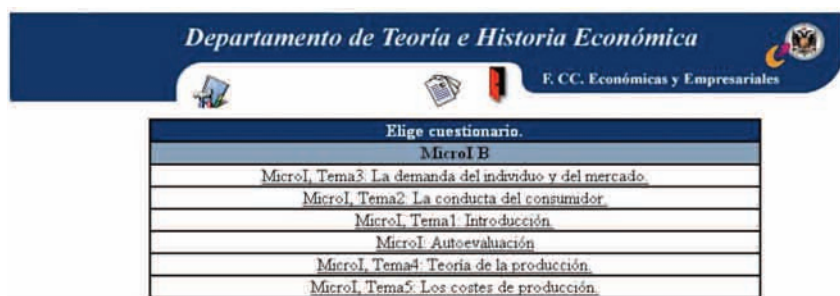 Departamento de Teoría e Historia Económica
F. CC. Económicas y Empresariales
Elige cuestionario.
MicroI B
MicroI, Tema3: La demanda del individuo y del mercado.
MicroI, Tema2: La conducta del consumidor.
MicroI, Tema1: Introducción.
MicroI: Autoevaluación
MicroI, Tema4: Teoría de la producción.
MicroI, Tema5: Los costes de producción.